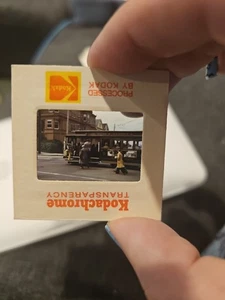 Kodak
PROCESSED
BY KODAK
Kodachrome
TRANSPARENCY